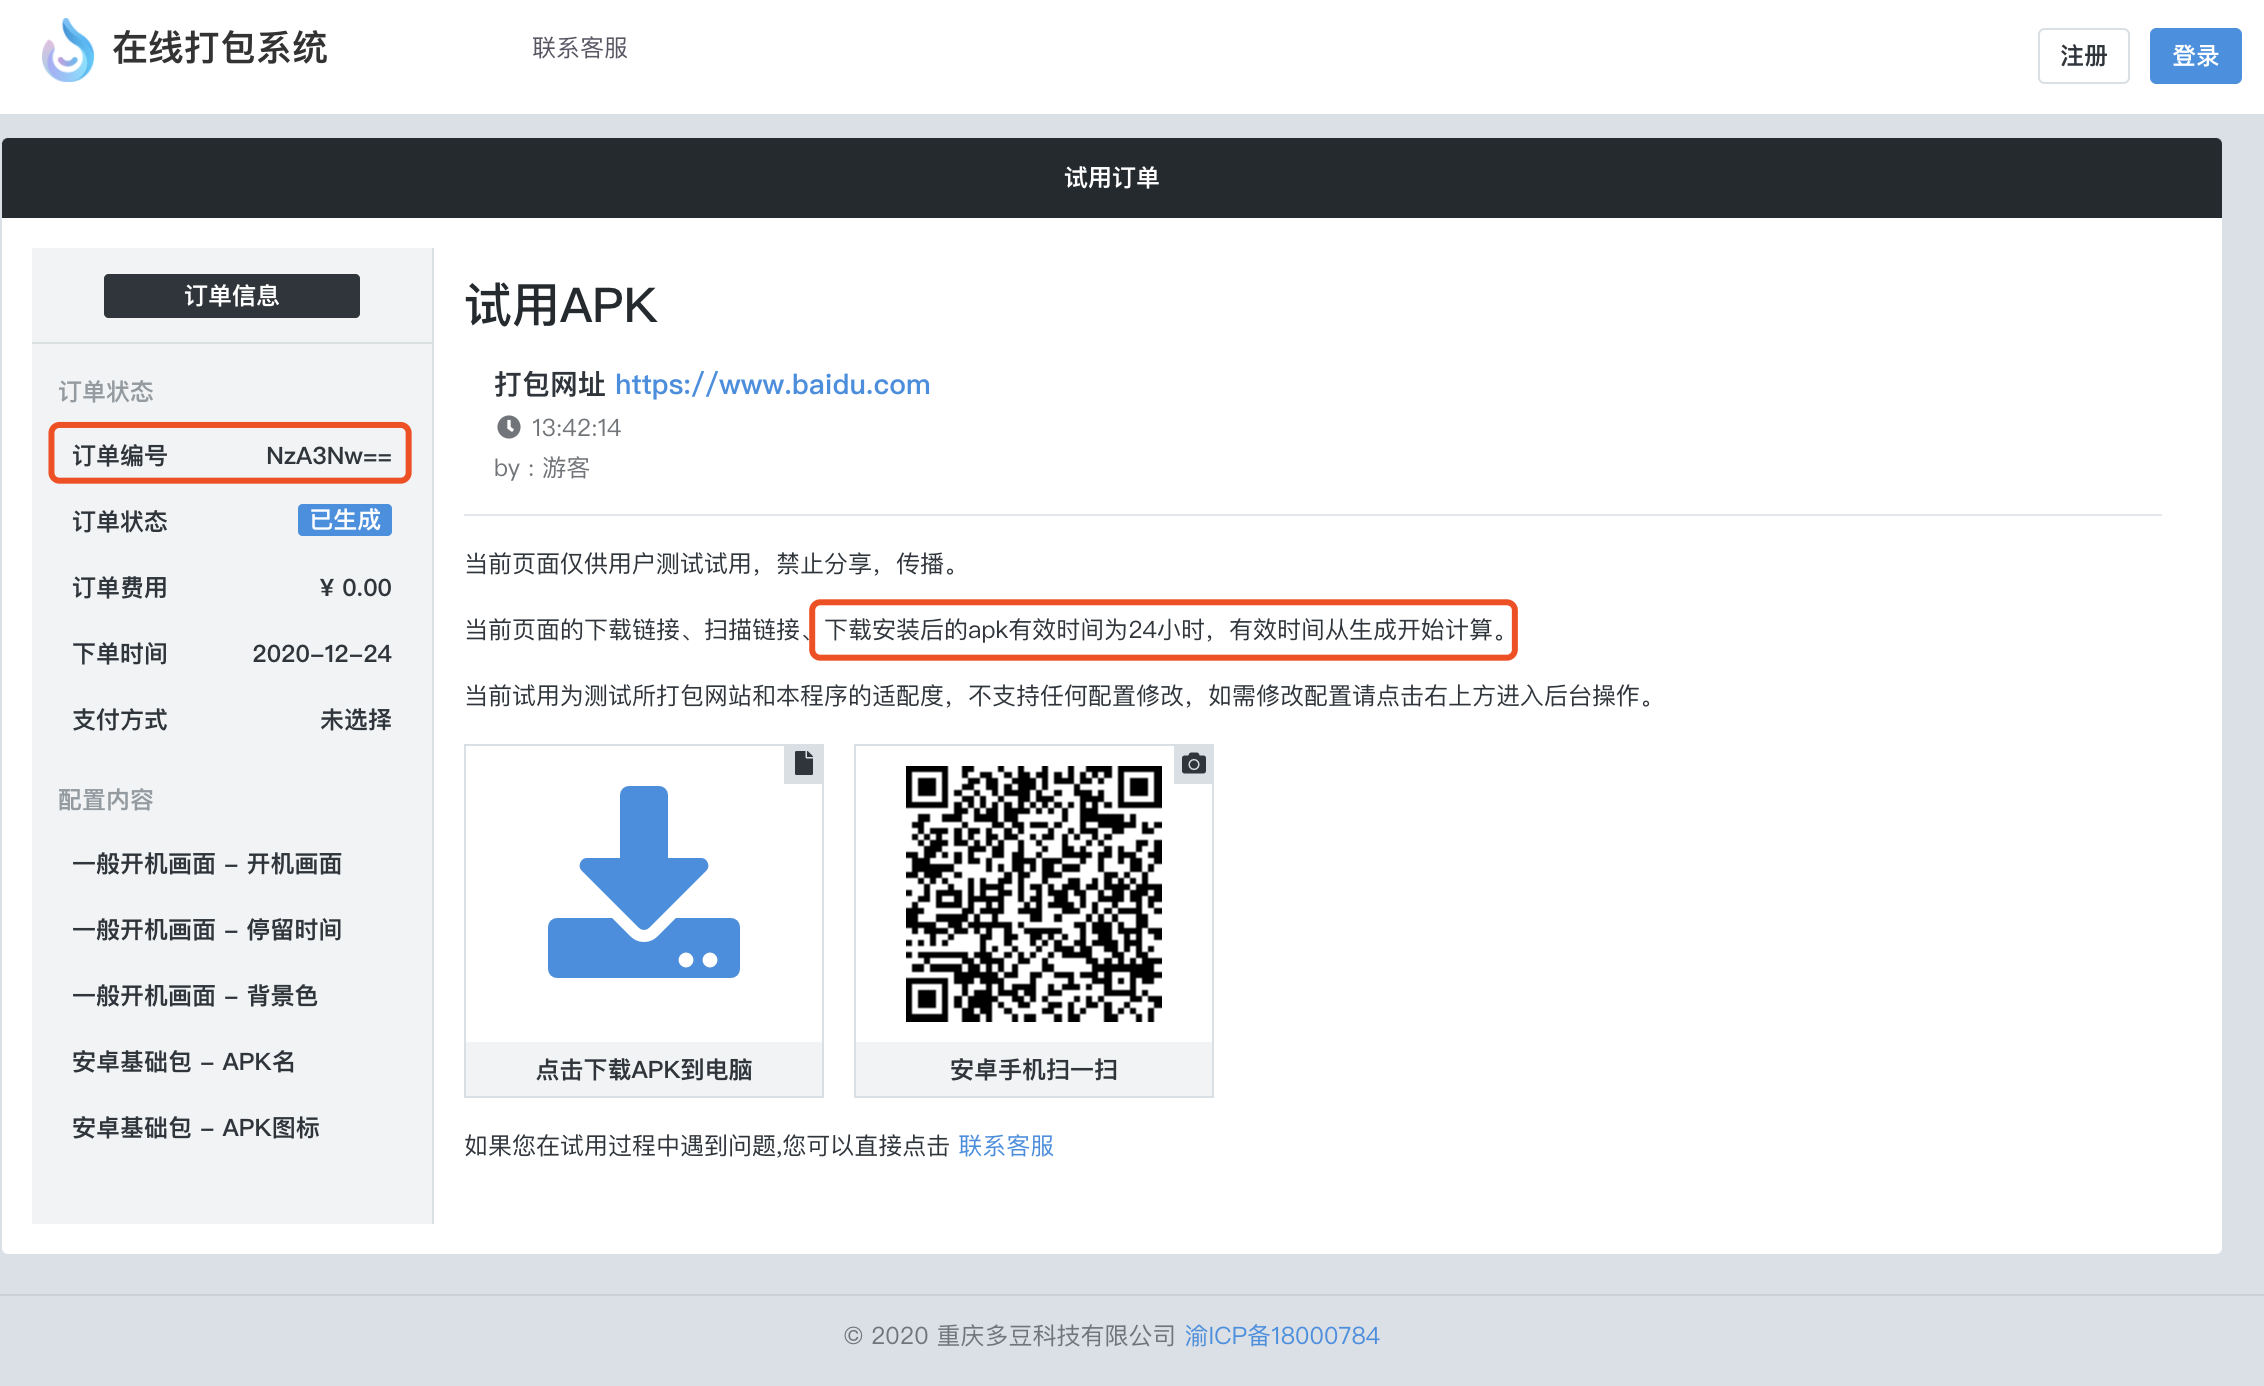 在线打包系统
联系客服
注册
登录
试用订单
订单信息
订单状态
订单编号 NzA3Nw==
订单状态 已生成
订单费用 ¥ 0.00
下单时间 2020-12-24
支付方式 未选择
配置内容
一般开机画面 - 开机画面
一般开机画面 - 停留时间
一般开机画面 - 背景色
安卓基础包 - APK名
安卓基础包 - APK图标
试用APK
打包网址 https://www.baidu.com
13:42:14
by : 游客
当前页面仅供用户测试试用，禁止分享，传播。
当前页面的下载链接、扫描链接、下载安装后的apk有效时间为24小时，有效时间从生成开始计算。
当前试用为测试所打包网站和本程序的适配度，不支持任何配置修改，如需修改配置请点击右上方进入后台操作。
点击下载APK到电脑
安卓手机扫一扫
如果您在试用过程中遇到问题,您可以直接点击 联系客服
© 2020 重庆多豆科技有限公司 渝ICP备18000784